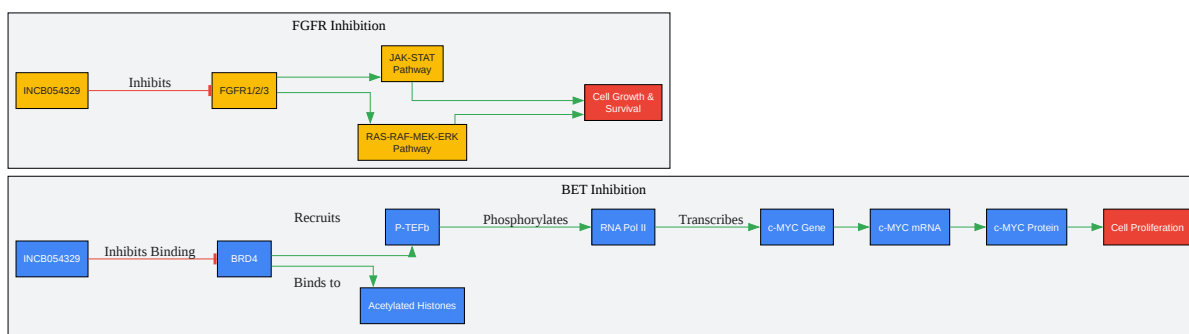 FGFR Inhibition
INCB054329
Inhibits
FGFR1/2/3
JAK-STAT
Pathway
RAS-RAF-MEK-ERK
Pathway
Cell Growth &
Survival
BET Inhibition
INCB054329
Inhibits Binding
BRD4
Recruits
Binds to
P-TEFb
Acetylated Histones
Phosphorylates
RNA Pol II
Transcribes
c-MYC Gene
c-MYC mRNA
c-MYC Protein
Cell Proliferation